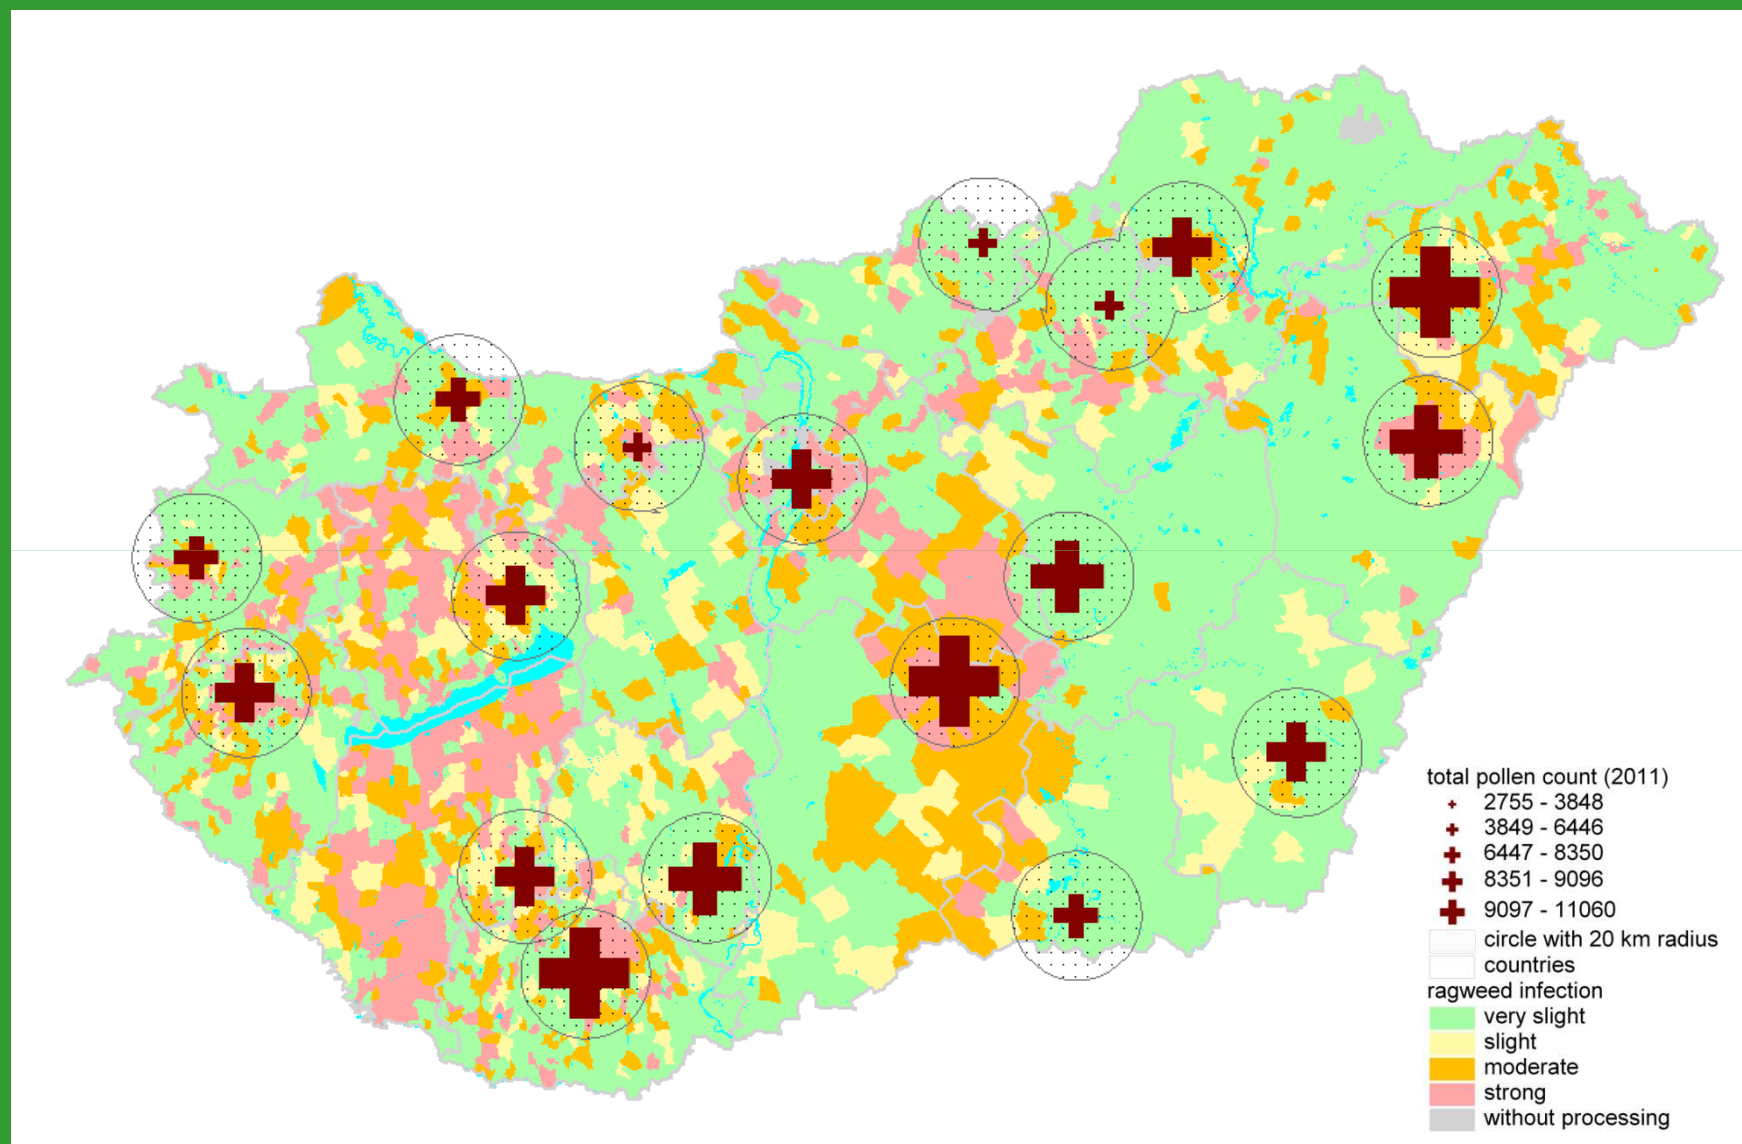 total pollen count (2011)
2755 - 3848
3849 - 6446
6447 - 8350
8351 - 9096
9097 - 11060
circle with 20 km radius
countries
ragweed infection
very slight
slight
moderate
strong
without processing